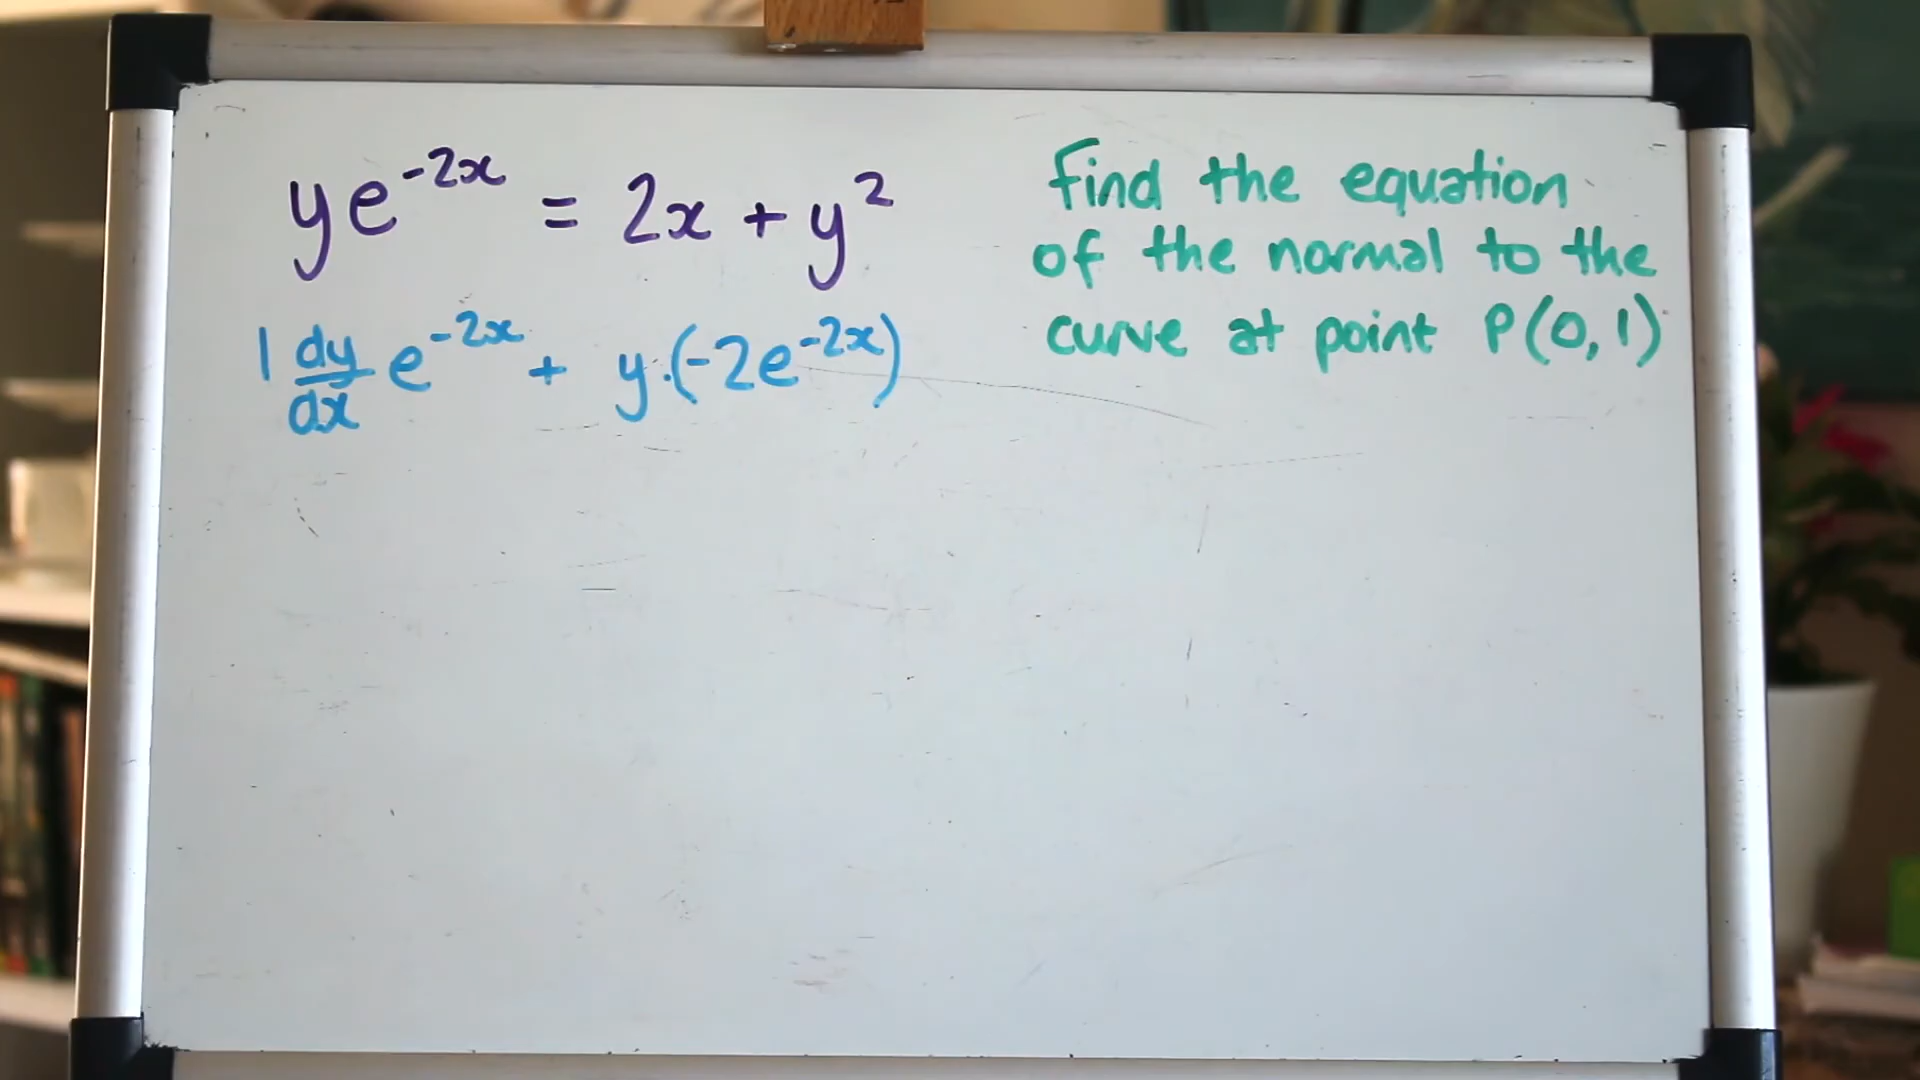 ye⁻²ˣ = 2x + y²
1 dy/dx e⁻²ˣ + y·(-2e⁻²ˣ)
find the equation
of the normal to the
curve at point P(0,1)